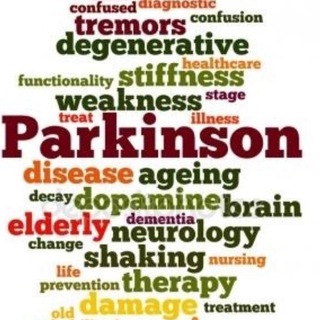 confused diagnostic
tremors confusion
degenerative
healthcare
functionality stiffness
weakness stage
treat illness
Parkinson
disease ageing
decay dopamine brain
elderly dementia
change neurology
shaking nursing
life
prevention therapy
old damage treatment